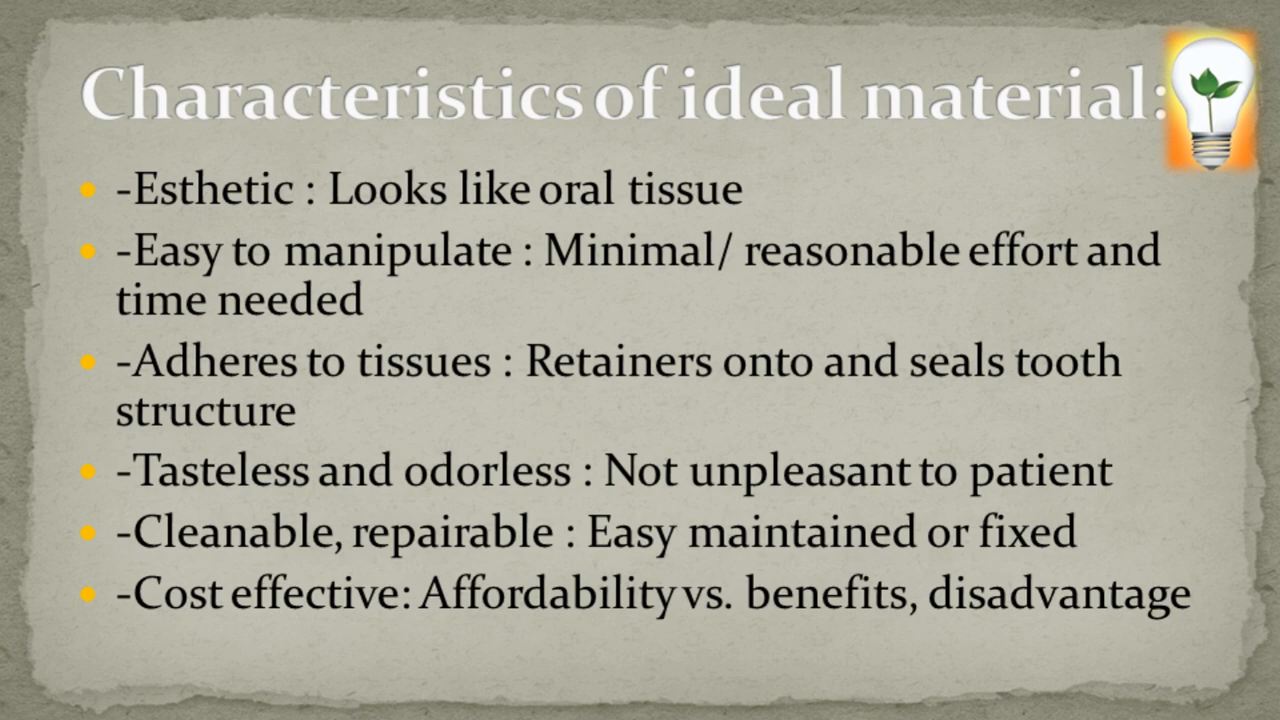 Characteristics of ideal material:
-Esthetic : Looks like oral tissue
-Easy to manipulate : Minimal/ reasonable effort and
time needed
-Adheres to tissues : Retainers onto and seals tooth
structure
-Tasteless and odorless : Not unpleasant to patient
-Cleanable, repairable : Easy maintained or fixed
-Cost effective: Affordability vs. benefits, disadvantage